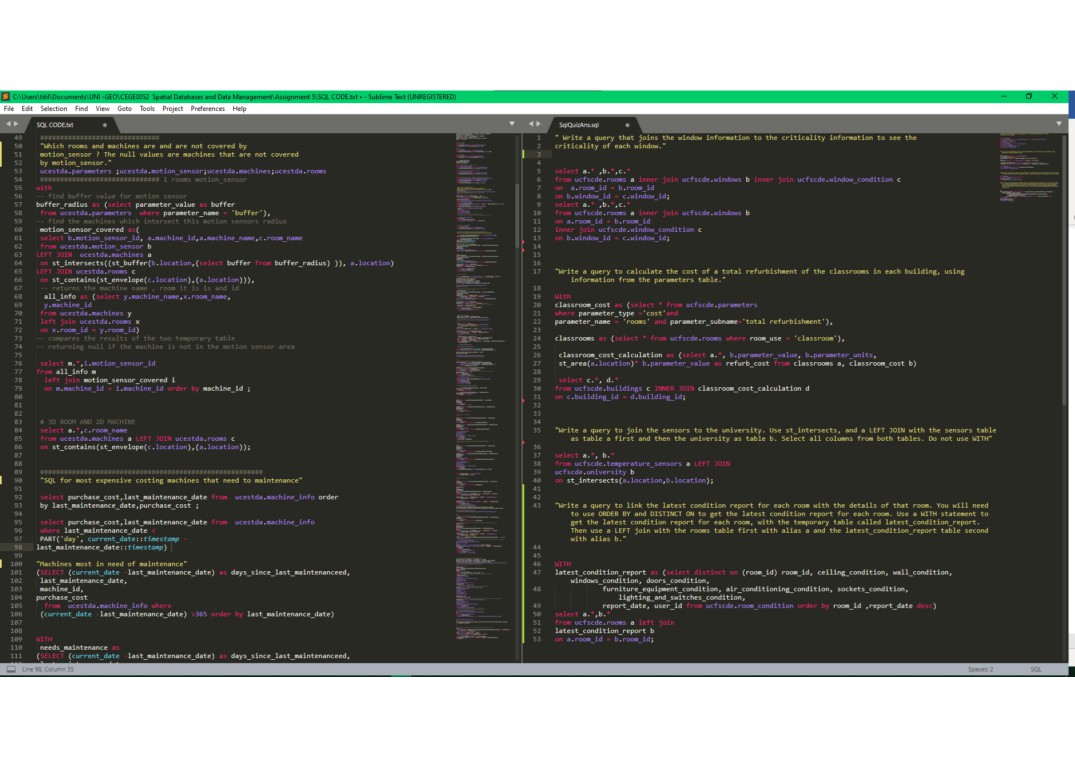 C:\Users\titil\Documents\UNI -GEO\CEGE0052 Spatial Databases and Data Management\Assignment 5\SQL CODE.txt • - Sublime Text (UNREGISTERED)
File Edit Selection Find View Goto Tools Project Preferences Help
SQL CODE.txt
49 ##############################
50 "Which rooms and machines are and are not covered by
51 motion_sensor ? The null values are machines that are not covered
52 by motion_sensor."
53 ucestda.parameters ;ucestda.motion_sensor;ucestda.machines;ucestda.rooms
54 ############################## i rooms motion_sensor
55 with
56 -- find buffer value for motion sensor
57 buffer_radius as (select parameter_value as buffer
58 from ucestda.parameters where parameter_name = 'buffer'),
59 -- find the machines which intersect this motion sensors radius
60 motion_sensor_covered as(
61 select b.motion_sensor_id, a.machine_id,a.machine_name,c.room_name
62 from ucestda.motion_sensor b
63 LEFT JOIN ucestda.machines a
64 on st_intersects((st_buffer(b.location,(select buffer from buffer_radius) )), a.location)
65 LEFT JOIN ucestda.rooms c
66 on st_contains(st_envelope(c.location),(a.location))),
67 -- returns the machine name , room it is is and id
68 all_info as (select y.machine_name,x.room_name,
69 y.machine_id
70 from ucestda.machines y
71 left join ucestda.rooms x
72 on x.room_id = y.room_id)
73 -- compares the results of the two temporary table
74 -- returning null if the machine is not in the motion sensor area
75
76 select m.*,i.motion_sensor_id
77 from all_info m
78 left join motion_sensor_covered i
79 on m.machine_id = i.machine_id order by machine_id ;
80
81
82
83 # 3D ROOM AND 2D MACHINE
84 select a.*,c.room_name
85 from ucestda.machines a LEFT JOIN ucestda.rooms c
86 on st_contains(st_envelope(c.location),(a.location));
87
88
89 ########################################################
90 "SQL for most expensive costing machines that need to maintenance"
91
92 select purchase_cost,last_maintenance_date from ucestda.machine_info order
93 by last_maintenance_date,purchase_cost ;
94
95 select purchase_cost,last_maintenance_date from ucestda.machine_info
96 where last_maintenance_date =
97 PART('day', current_date::timestamp -
98 last_maintenance_date::timestamp)
99
100 "Machines most in need of maintenance"
101 (SELECT (current_date -last_maintenance_date) as days_since_last_maintenanceed,
102 last_maintenance_date,
103 machine_id,
104 purchase_cost
105 from ucestda.machine_info where
106 (current_date -last_maintenance_date) >365 order by last_maintenance_date)
107
108
109 WITH
110 needs_maintenance as
111 (SELECT (current_date -last_maintenance_date) as days_since_last_maintenanceed,
SqlQuizAns.sql
1 " Write a query that joins the window information to the criticality information to see the
2 criticality of each window."
3
4
5 select a.* ,b.*,c.*
6 from ucfscde.rooms a inner join ucfscde.windows b inner join ucfscde.window_condition c
7 on a.room_id = b.room_id
8 on b.window_id = c.window_id;
9 select a.* ,b.*,c.*
10 from ucfscde.rooms a inner join ucfscde.windows b
11 on a.room_id = b.room_id
12 inner join ucfscde.window_condition c
13 on b.window_id = c.window_id;
14
15
16
17 "Write a query to calculate the cost of a total refurbishment of the classrooms in each building, using
information from the parameters table."
18
19 With
20 classroom_cost as (select * from ucfscde.parameters
21 where parameter_type ='cost'and
22 parameter_name = 'rooms' and parameter_subname='total refurbishment'),
23
24 classrooms as (select * from ucfscde.rooms where room_use = 'classroom'),
25
26 classroom_cost_calculation as (select a.*, b.parameter_value, b.parameter_units,
27 st_area(a.location)* b.parameter_value as refurb_cost from classrooms a, classroom_cost b)
28
29 select c.*, d.*
30 from ucfscde.buildings c INNER JOIN classroom_cost_calculation d
31 on c.building_id = d.building_id;
32
33
34
35 "Write a query to join the sensors to the university. Use st_intersects, and a LEFT JOIN with the sensors table
as table a first and then the university as table b. Select all columns from both tables. Do not use WITH"
36
37 select a.*, b.*
38 from ucfscde.temperature_sensors a LEFT JOIN
39 ucfscde.university b
40 on st_intersects(a.location,b.location);
41
42
43 "Write a query to link the latest condition report for each room with the details of that room. You will need
to use ORDER BY and DISTINCT ON to get the latest condition report for each room. Use a WITH statement to
get the latest condition report for each room, with the temporary table called latest_condition_report.
Then use a LEFT join with the rooms table first with alias a and the latest_condition_report table second
with alias b."
44
45
46 WITH
47 latest_condition_report as (select distinct on (room_id) room_id, ceiling_condition, wall_condition,
windows_condition, doors_condition,
48 furniture_equipment_condition, air_conditioning_condition, sockets_condition,
lighting_and_switches_condition,
49 report_date, user_id from ucfscde.room_condition order by room_id ,report_date desc)
50 select a.*,b.*
51 from ucfscde.rooms a left join
52 latest_condition_report b
53 on a.room_id = b.room_id;
Line 98, Column 35
Spaces: 2
SQL